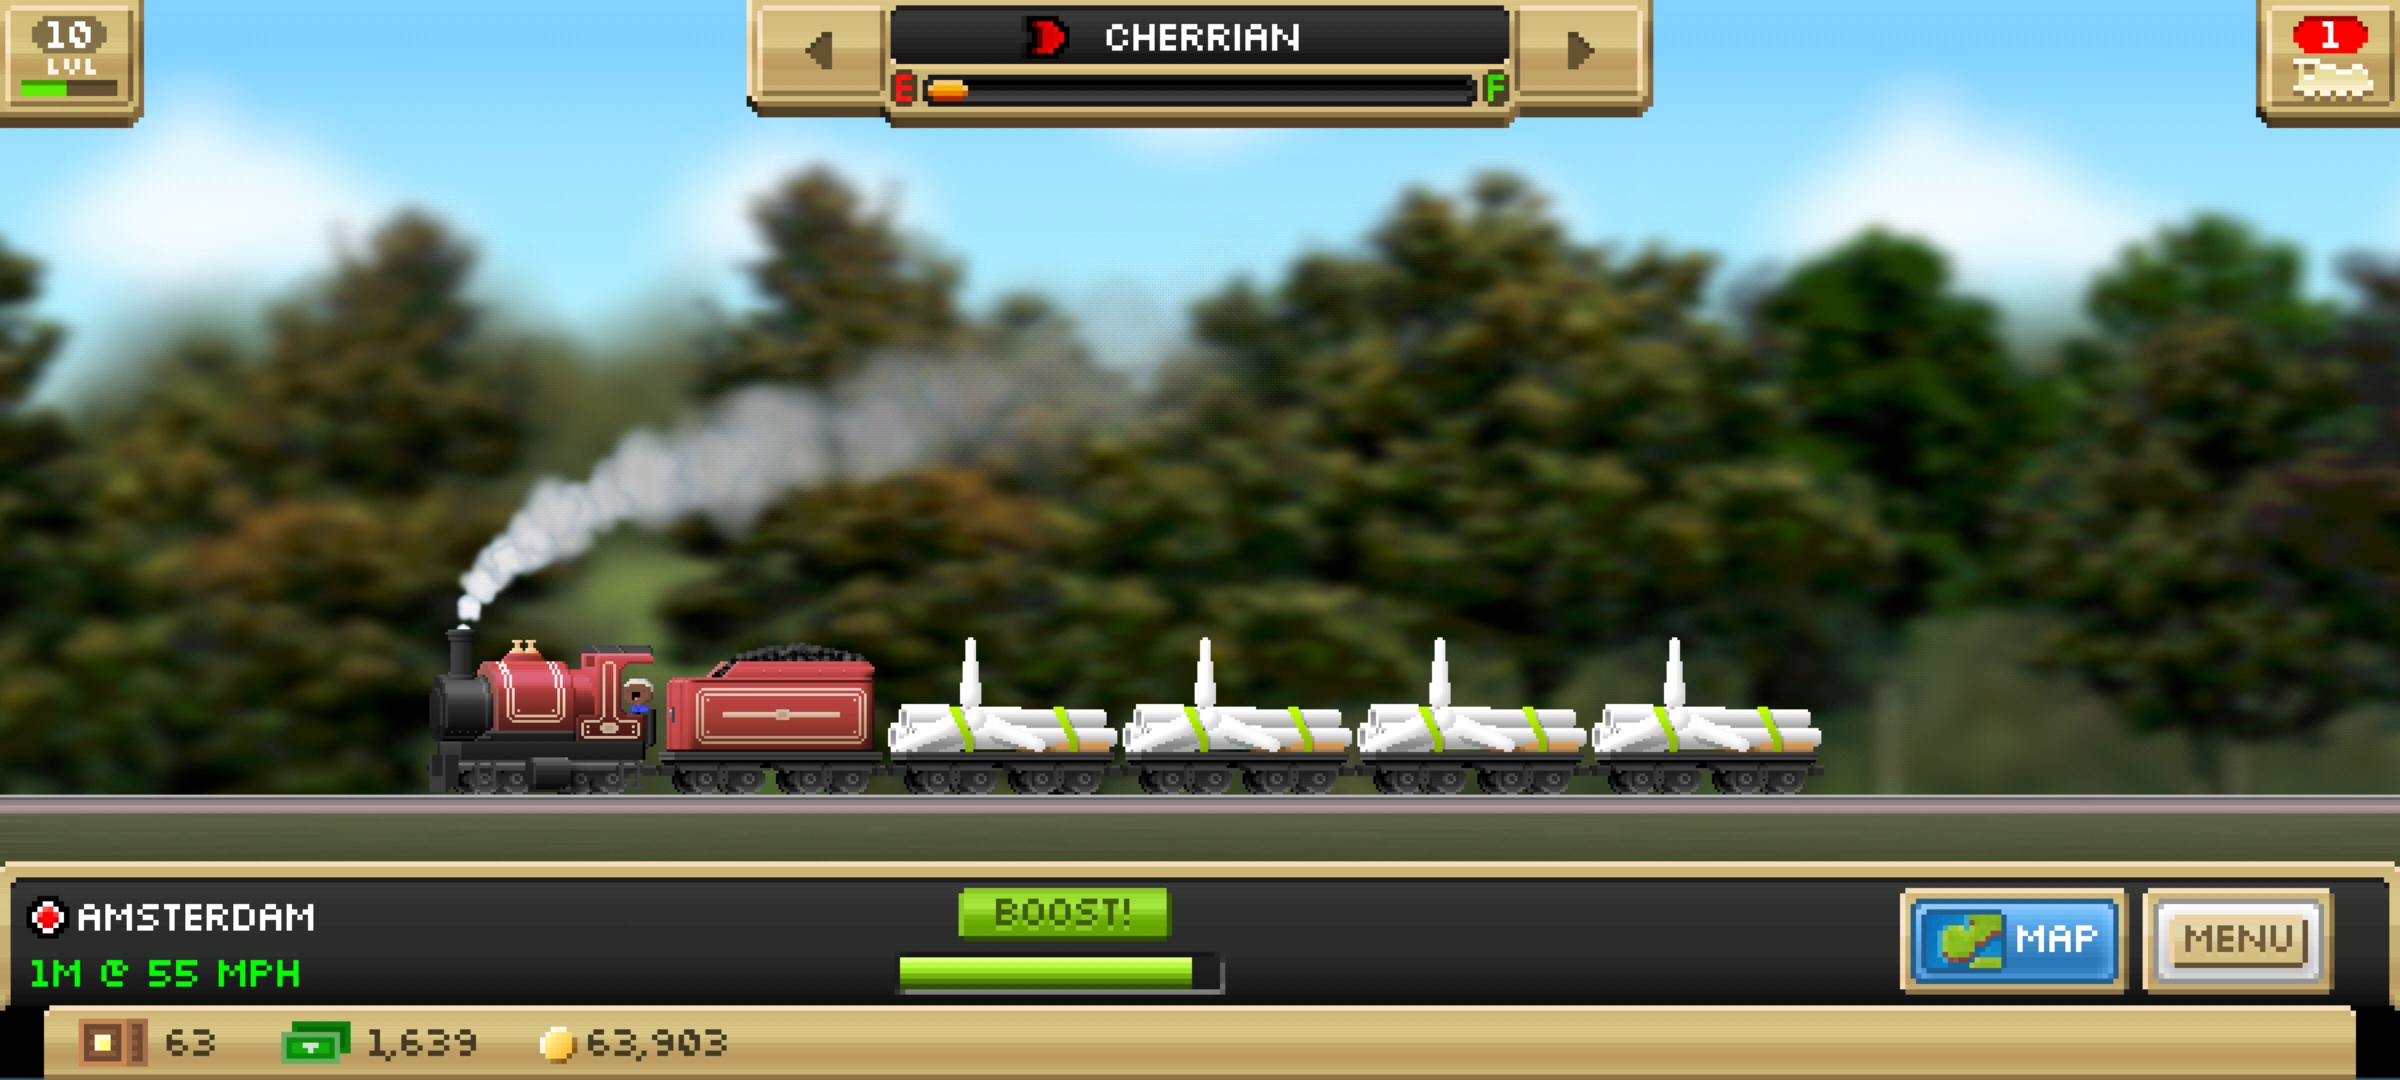 10
LVL
CHERRIAN
E F
1
AMSTERDAM
1M @ 55 MPH
BOOST!
MAP
MENU
63 1,639 63,903